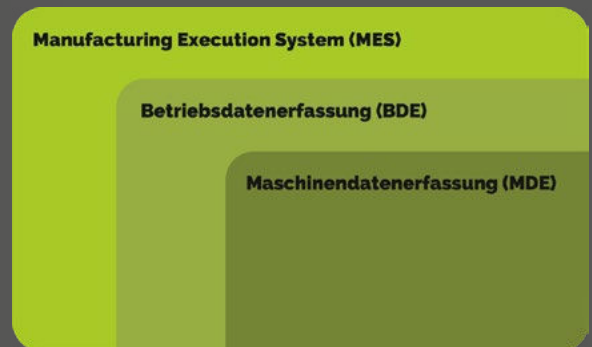 Manufacturing Execution System (MES)
Betriebsdatenerfassung (BDE)
Maschinendatenerfassung (MDE)